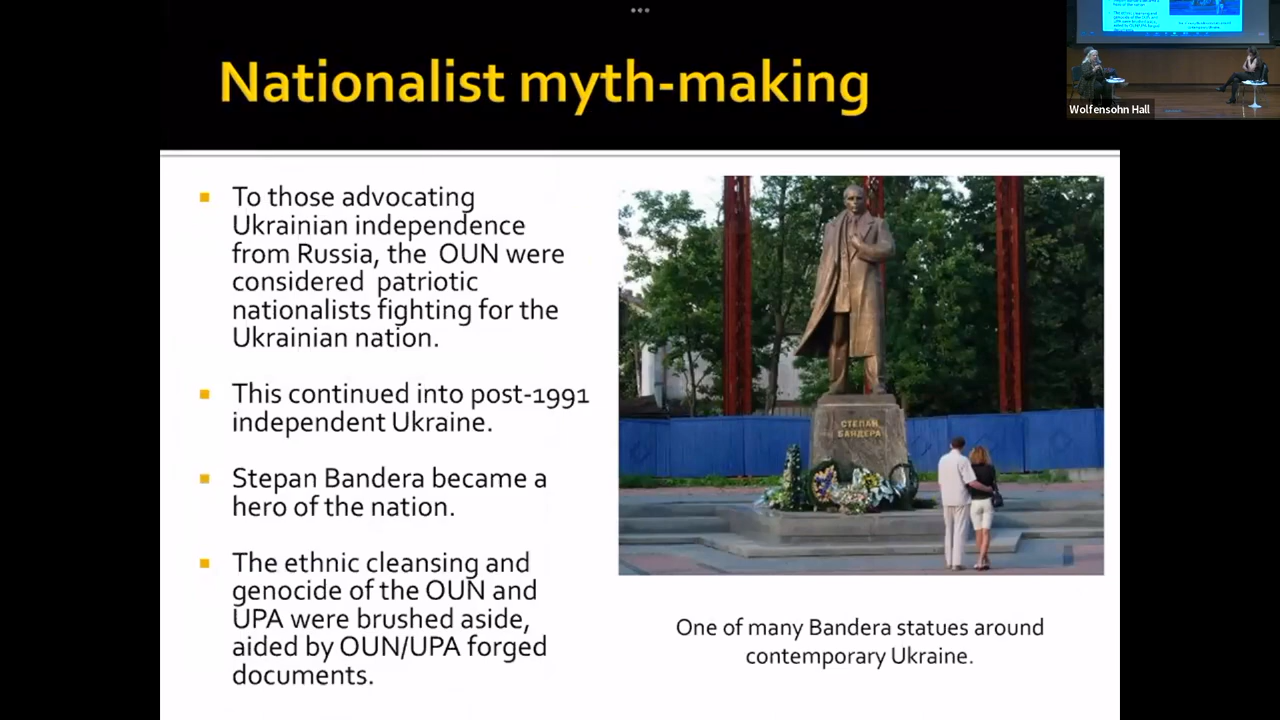 Nationalist myth-making
Wolfensohn Hall
To those advocating
Ukrainian independence
from Russia, the OUN were
considered patriotic
nationalists fighting for the
Ukrainian nation.
This continued into post-1991
independent Ukraine.
Stepan Bandera became a
hero of the nation.
The ethnic cleansing and
genocide of the OUN and
UPA were brushed aside,
aided by OUN/UPA forged
documents.
СТЕПАН
БАНДЕРА
One of many Bandera statues around
contemporary Ukraine.